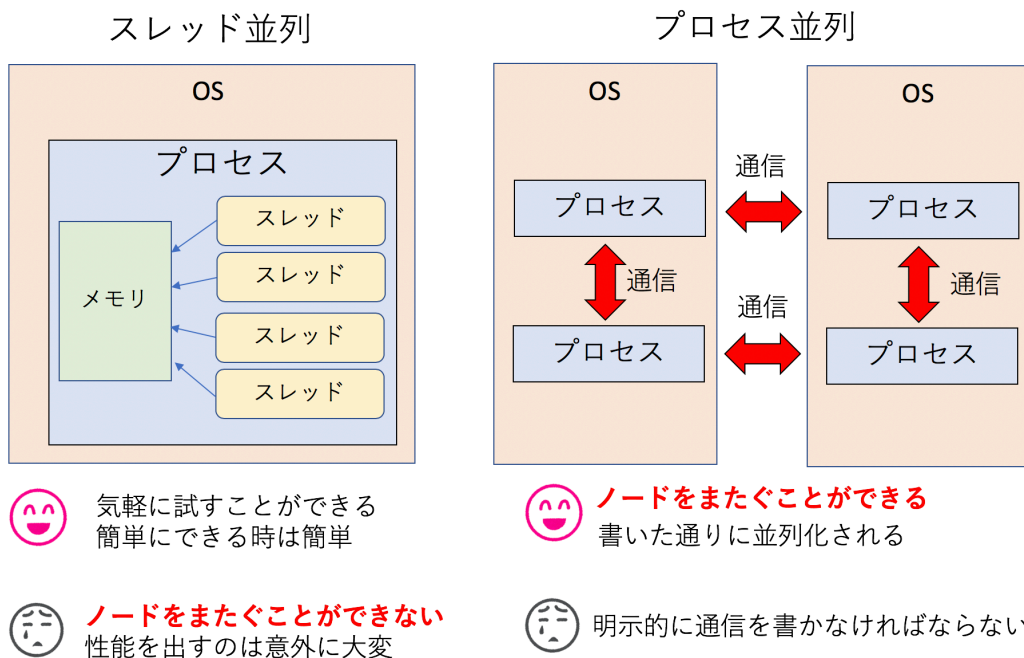 スレッド並列
OS
プロセス
メモリ
スレッド
スレッド
スレッド
スレッド
気軽に試すことができる
簡単にできる時は簡単
ノードをまたぐことができない
性能を出すのは意外に大変
プロセス並列
OS
OS
通信
プロセス
プロセス
通信
通信
通信
プロセス
プロセス
ノードをまたぐことができる
書いた通りに並列化される
明示的に通信を書かなければならない